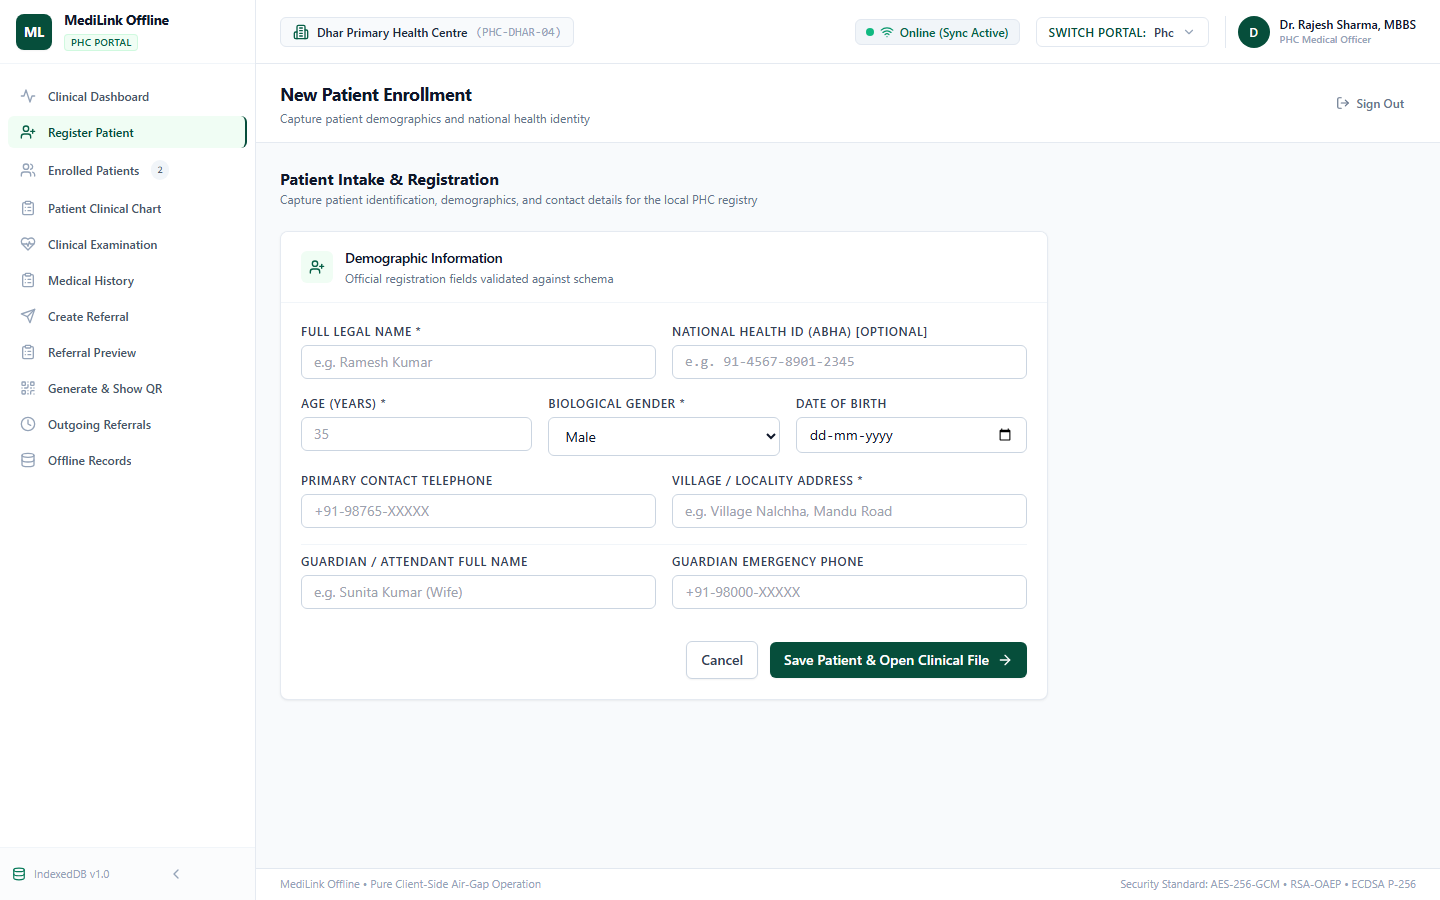 ML
MediLink Offline
PHC PORTAL
Dhar Primary Health Centre (PHC-DHAR-04)
Online (Sync Active)
SWITCH PORTAL: Phc
D
Dr. Rajesh Sharma, MBBS
PHC Medical Officer
Clinical Dashboard
Register Patient
Enrolled Patients 2
Patient Clinical Chart
Clinical Examination
Medical History
Create Referral
Referral Preview
Generate & Show QR
Outgoing Referrals
Offline Records
IndexedDB v1.0
New Patient Enrollment
Capture patient demographics and national health identity
Sign Out
Patient Intake & Registration
Capture patient identification, demographics, and contact details for the local PHC registry
Demographic Information
Official registration fields validated against schema
FULL LEGAL NAME *
e.g. Ramesh Kumar
NATIONAL HEALTH ID (ABHA) [OPTIONAL]
e.g. 91-4567-8901-2345
AGE (YEARS) *
35
BIOLOGICAL GENDER *
Male
DATE OF BIRTH
dd-mm-yyyy
PRIMARY CONTACT TELEPHONE
+91-98765-XXXXX
VILLAGE / LOCALITY ADDRESS *
e.g. Village Nalchha, Mandu Road
GUARDIAN / ATTENDANT FULL NAME
e.g. Sunita Kumar (Wife)
GUARDIAN EMERGENCY PHONE
+91-98000-XXXXX
Cancel
Save Patient & Open Clinical File
MediLink Offline • Pure Client-Side Air-Gap Operation
Security Standard: AES-256-GCM • RSA-OAEP • ECDSA P-256